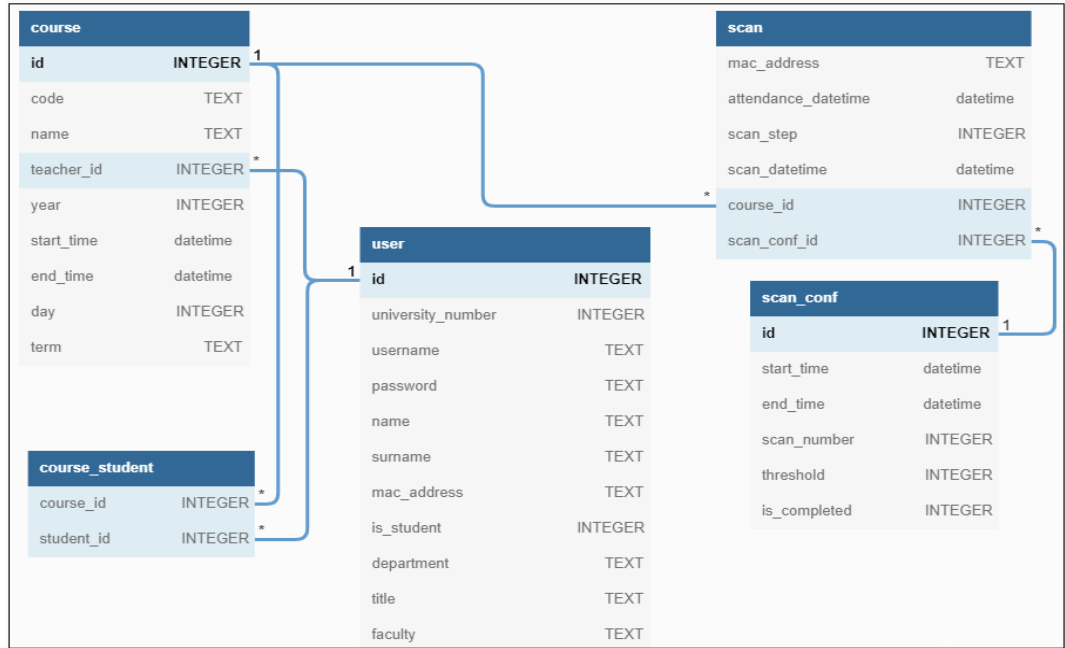 course
id INTEGER 1
code TEXT
name TEXT
teacher_id INTEGER *
year INTEGER
start_time datetime
end_time datetime
day INTEGER
term TEXT
course_student
course_id INTEGER *
student_id INTEGER *
user
1 id INTEGER
university_number INTEGER
username TEXT
password TEXT
name TEXT
surname TEXT
mac_address TEXT
is_student INTEGER
department TEXT
title TEXT
faculty TEXT
scan
mac_address TEXT
attendance_datetime datetime
scan_step INTEGER
scan_datetime datetime
* course_id INTEGER
scan_conf_id INTEGER *
scan_conf
id INTEGER 1
start_time datetime
end_time datetime
scan_number INTEGER
threshold INTEGER
is_completed INTEGER